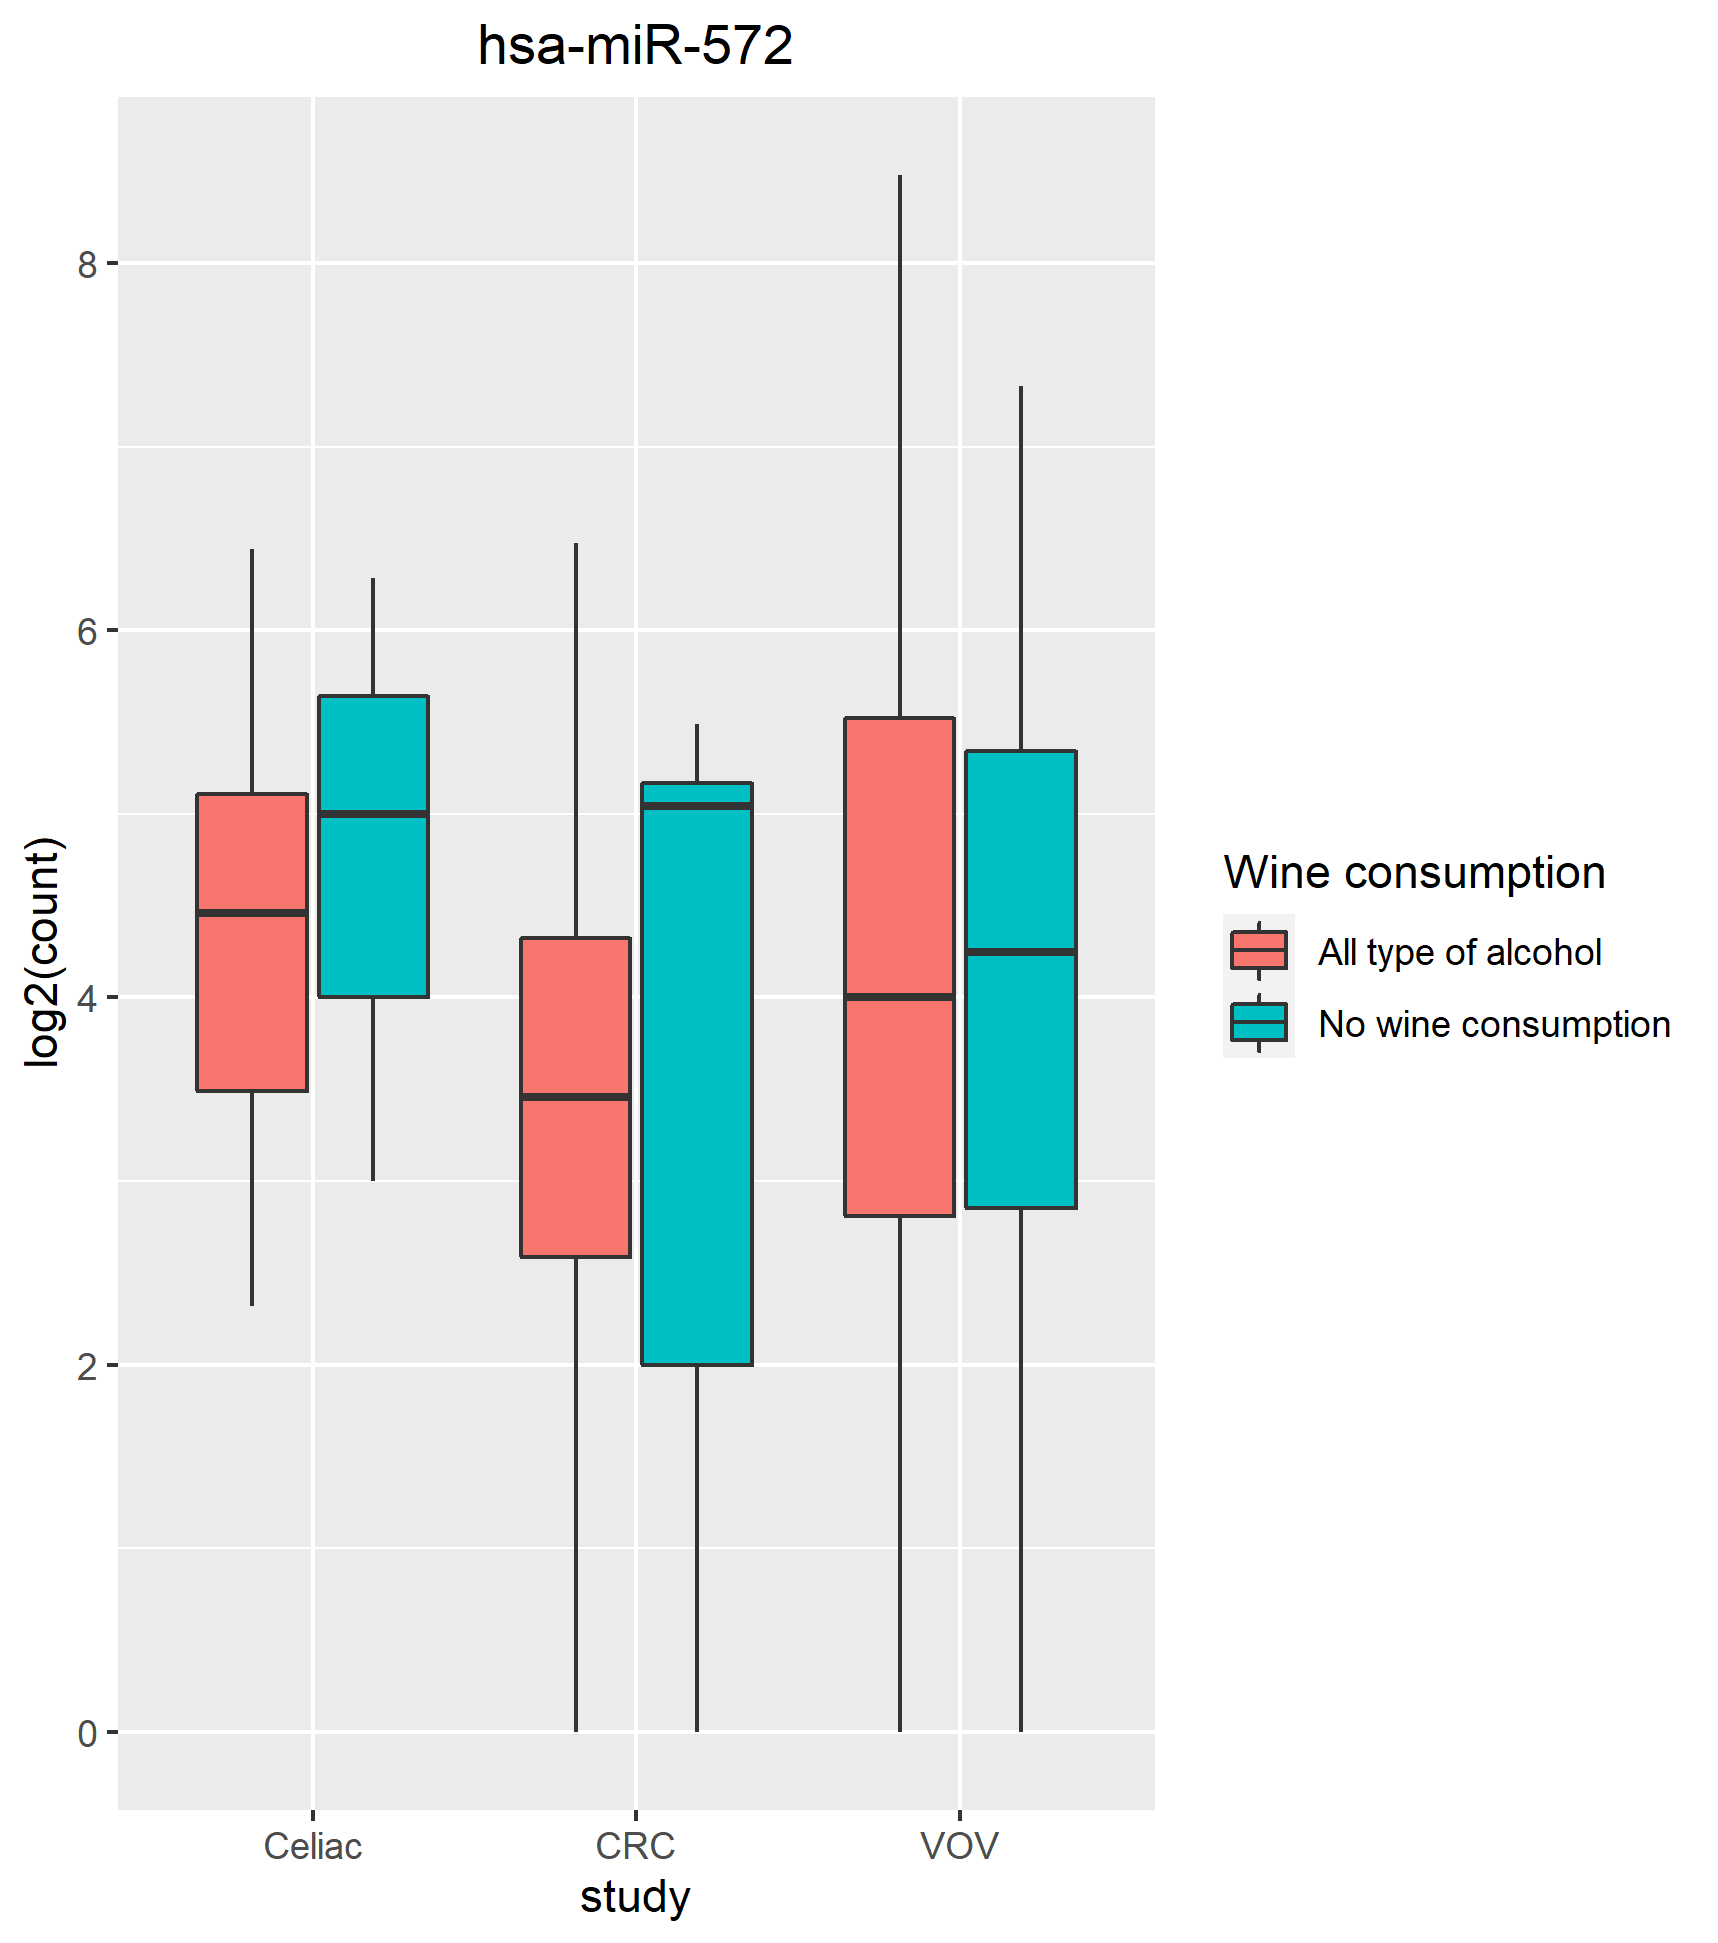 hsa-miR-572
8
6
4
2
0
log2(count)
Celiac
CRC
VOV
study
Wine consumption
All type of alcohol
No wine consumption